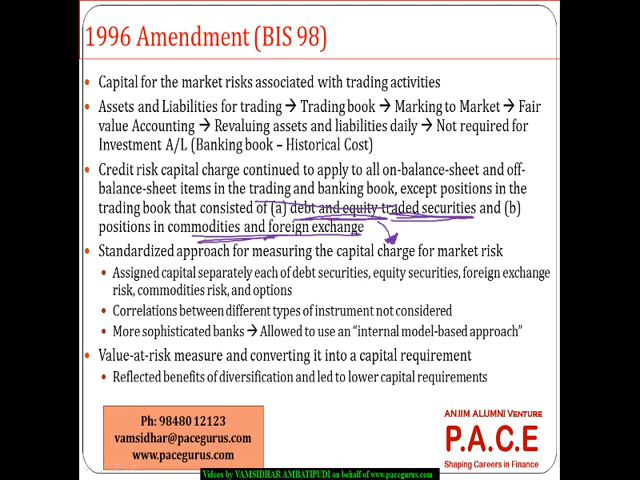 1996 Amendment (BIS 98)
• Capital for the market risks associated with trading activities
• Assets and Liabilities for trading → Trading book → Marking to Market → Fair
value Accounting → Revaluing assets and liabilities daily → Not required for
Investment A/L (Banking book – Historical Cost)
• Credit risk capital charge continued to apply to all on-balance-sheet and off-
balance-sheet items in the trading and banking book, except positions in the
trading book that consisted of (a) debt and equity traded securities and (b)
positions in commodities and foreign exchange
• Standardized approach for measuring the capital charge for market risk
• Assigned capital separately each of debt securities, equity securities, foreign exchange
risk, commodities risk, and options
• Correlations between different types of instrument not considered
• More sophisticated banks → Allowed to use an “internal model-based approach”
• Value-at-risk measure and converting it into a capital requirement
• Reflected benefits of diversification and led to lower capital requirements
Ph: 98480 12123
vamsidhar@pacegurus.com
www.pacegurus.com
AN IIM ALUMNI VENTURE
P.A.C.E
Shaping Careers in Finance
Videos by VAMSIDHAR AMBATIPUDI on behalf of www.pacegurus.com